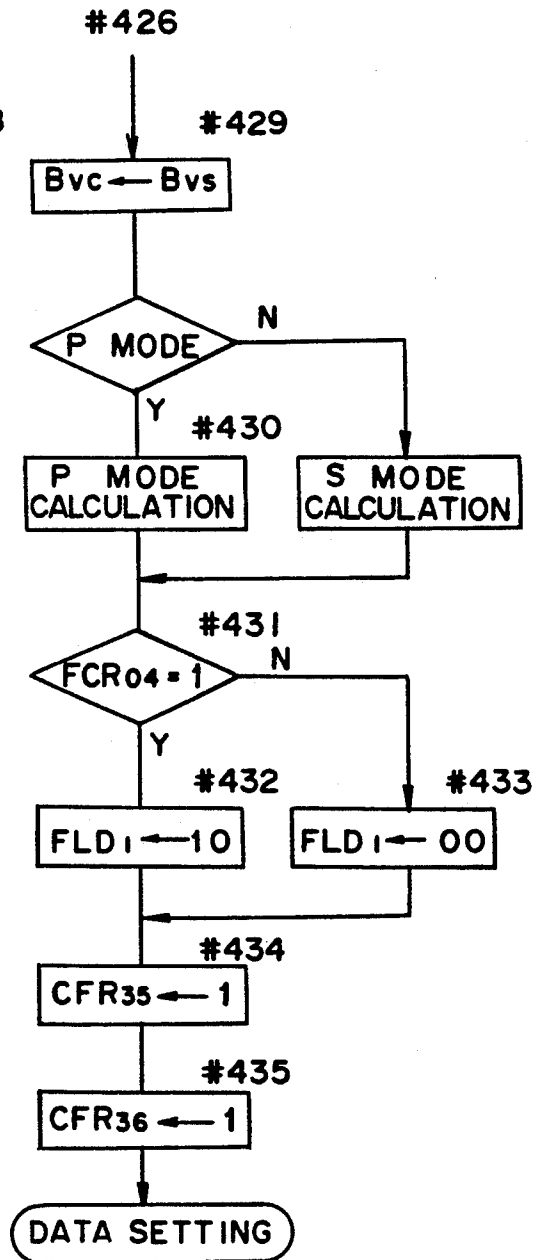 #426
#429
Bvc ← Bvs
P MODE
N
Y
#430
P MODE
CALCULATION
S MODE
CALCULATION
#431
FCR04 = 1
N
Y
#432
#433
FLD1 ← 10
FLD1 ← 00
#434
CFR35 ← 1
#435
CFR36 ← 1
DATA SETTING